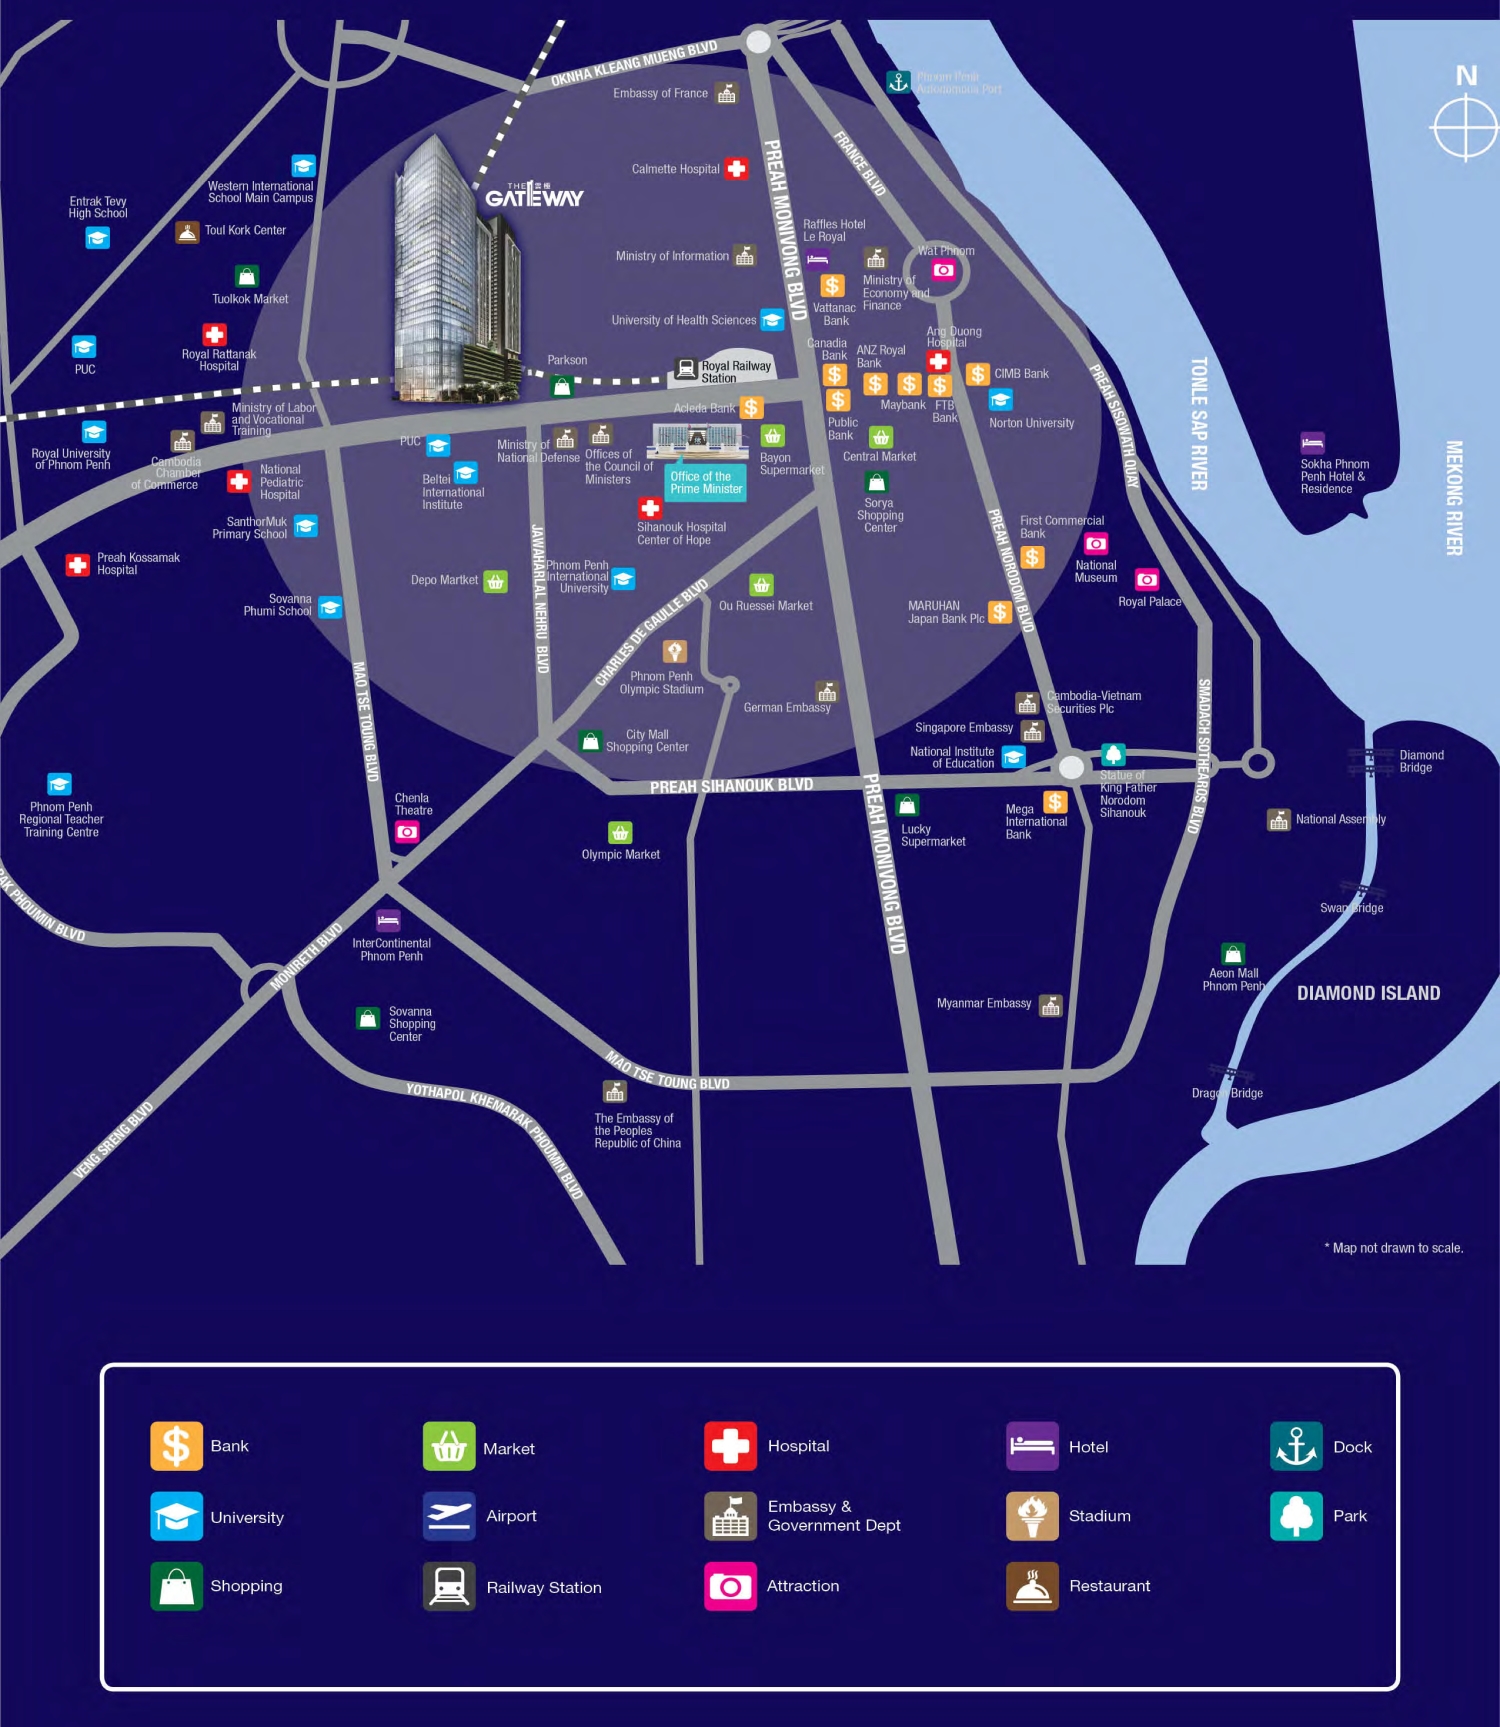 OKNHA KLEANG MUENG BLVD
N
Phnom Penh
Autodomona Port
Embassy of France
PREAH MONIVONG BLVD
FRANCE BLVD
Calmette Hospital
Western International
School Main Campus
THE 雲極
GATEWAY
Entrak Tevy
High School
Toul Kork Center
Raffles Hotel
Le Royal
Wat Phnom
Ministry of Information
Ministry of
Economy and
Finance
Tuolkok Market
Vattanac
Bank
University of Health Sciences
Ang Duong
Hospital
Canadia
Bank
ANZ Royal
Bank
Royal Rattanak
Hospital
PUC
Parkson
Royal Railway
Station
CIMB Bank
PREAH SISOWATH QUAY
TONLE SAP RIVER
MEKONG RIVER
Ministry of Labor
and Vocational
Training
Acleda Bank
Maybank
FTB
Bank
Norton University
Public
Bank
Royal University
of Phnom Penh
Cambodia
Chamber
of Commerce
PUC
Ministry of
National Defense
Offices of
the Council of
Ministers
Bayon
Supermarket
Central Market
National
Pediatric
Hospital
Beltei
International
Institute
Office of the
Prime Minister
Sokha Phnom
Penh Hotel &
Residence
Sorya
Shopping
Center
SanthorMuk
Primary School
Sihanouk Hospital
Center of Hope
First Commercial
Bank
PREAH NORODOM BLVD
Preah Kossamak
Hospital
JAWAHARLAL NEHRU BLVD
Phnom Penh
International
University
National
Museum
Depo Martket
Royal Palace
Sovanna
Phumi School
CHARLES DE GAULLE BLVD
Ou Ruessei Market
MARUHAN
Japan Bank Plc
MAO TSE TOUNG BLVD
Phnom Penh
Olympic Stadium
German Embassy
Cambodia-Vietnam
Securities Plc
SMADACH SOTHEAROS BLVD
Singapore Embassy
City Mall
Shopping Center
National Institute
of Education
Diamond
Bridge
PREAH SIHANOUK BLVD
Statue of
King Father
Norodom
Sihanouk
Phnom Penh
Regional Teacher
Training Centre
Chenla
Theatre
PREAH MONIVONG BLVD
Lucky
Supermarket
Mega
International
Bank
National Assembly
Olympic Market
RAK PHOUMIN BLVD
Swan Bridge
MONIRETH BLVD
InterContinental
Phnom Penh
Aeon Mall
Phnom Penh
DIAMOND ISLAND
Myanmar Embassy
Sovanna
Shopping
Center
MAO TSE TOUNG BLVD
Dragon Bridge
YOTHAPOL KHEMARAK PHOUMIN BLVD
VENG SRENG BLVD
The Embassy of
the Peoples
Republic of China
* Map not drawn to scale.
Bank
Market
Hospital
Hotel
Dock
University
Airport
Embassy &
Government Dept
Stadium
Park
Shopping
Railway Station
Attraction
Restaurant